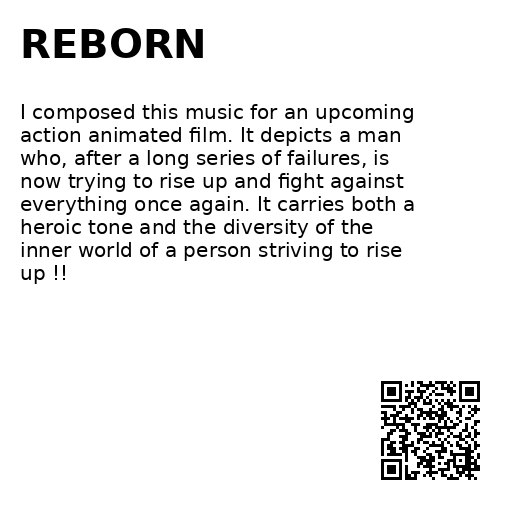 REBORN
I composed this music for an upcoming
action animated film. It depicts a man
who, after a long series of failures, is
now trying to rise up and fight against
everything once again. It carries both a
heroic tone and the diversity of the
inner world of a person striving to rise
up !!